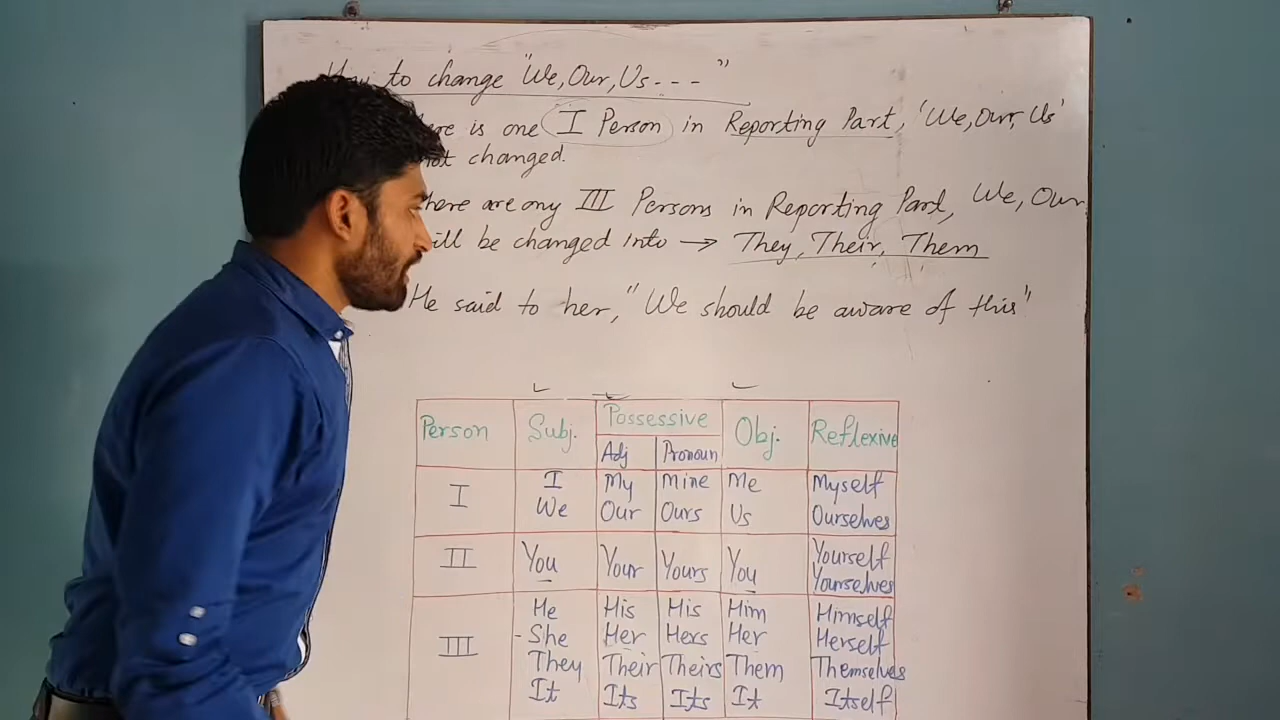 to change "We, Our, Us - - - "
is one I Person in Reporting Part, 'We, Our, Us'
not changed.
are any III Persons in Reporting Part, We, Our
be changed into → They, Their, Them
He said to her, "We should be aware of this"
Person Subj. Possessive Obj. Reflexive
Adj Pronoun
I I My mine Me Myself
We Our Ours Us Ourselves
II You Your Yours You Yourself
Yourselves
He His His Him Himself
III She Her Hers Her Herself
They Their Theirs Them Themselves
It Its Its It Itself